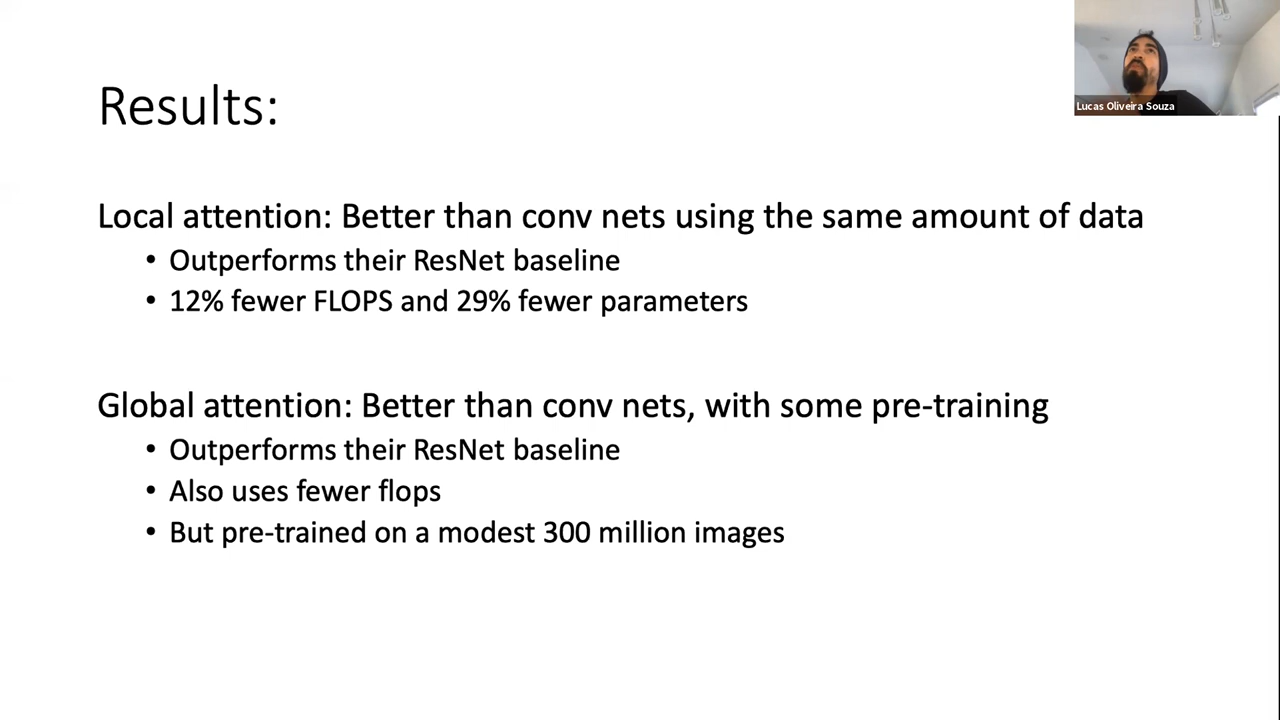 Results:
Lucas Oliveira Souza
Local attention: Better than conv nets using the same amount of data
• Outperforms their ResNet baseline
• 12% fewer FLOPS and 29% fewer parameters
Global attention: Better than conv nets, with some pre-training
• Outperforms their ResNet baseline
• Also uses fewer flops
• But pre-trained on a modest 300 million images